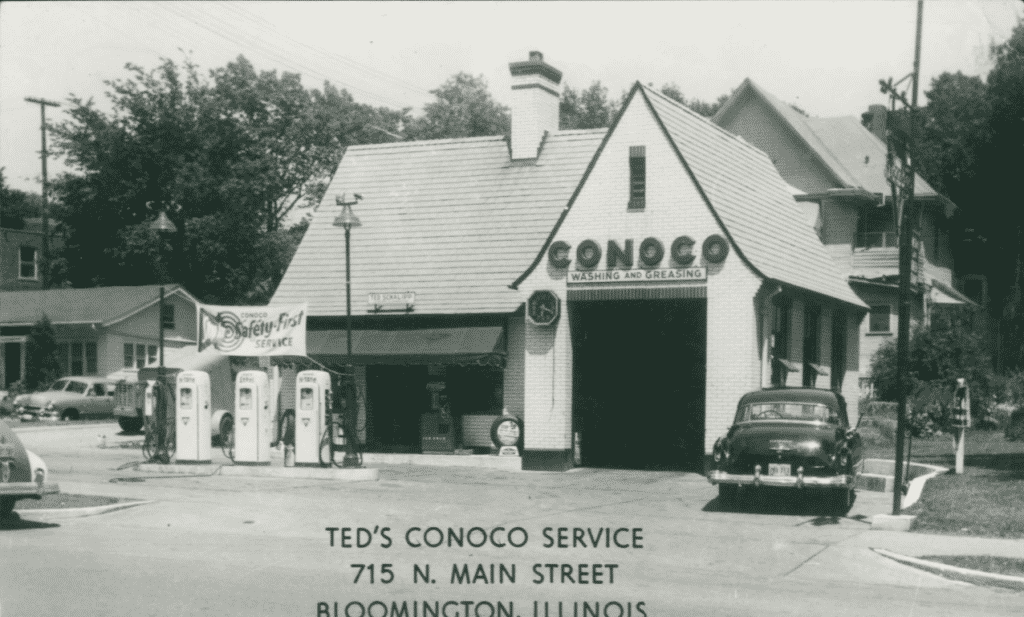 CONOCO
WASHING AND GREASING
CONOCO
Safety-First
SERVICE
TED'S CONOCO SERVICE
715 N. MAIN STREET
BLOOMINGTON, ILLINOIS